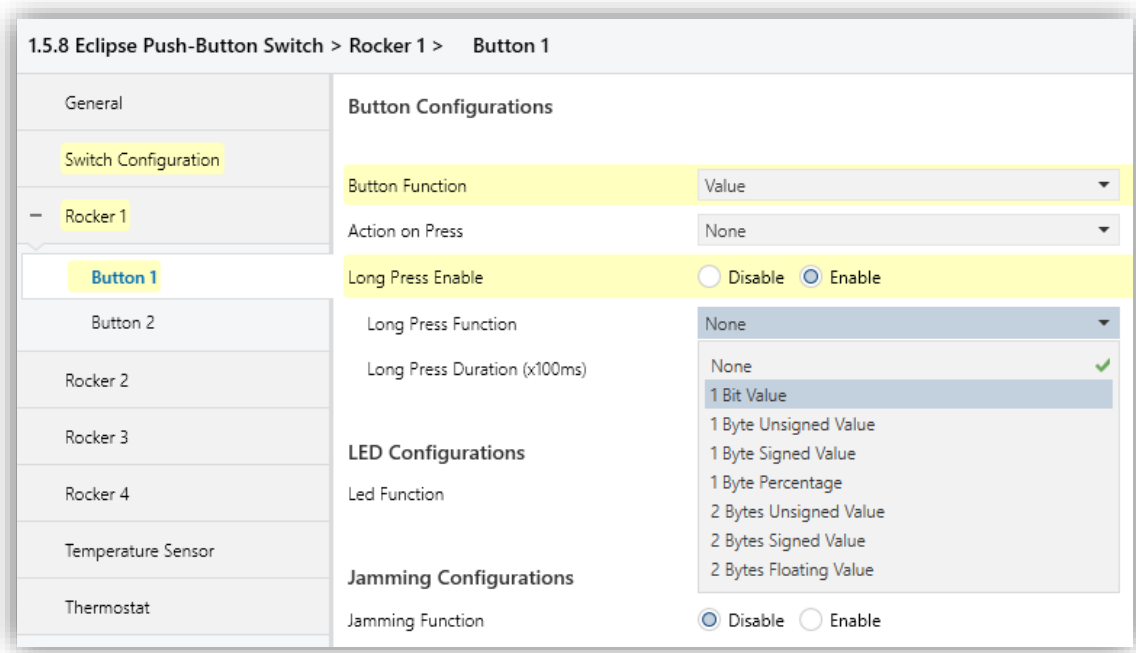 1.5.8 Eclipse Push-Button Switch > Rocker 1 > Button 1
General
Switch Configuration
Rocker 1
Button 1
Button 2
Rocker 2
Rocker 3
Rocker 4
Temperature Sensor
Thermostat
Button Configurations
Button Function Value
Action on Press None
Long Press Enable Disable Enable
Long Press Function None
Long Press Duration (x100ms)
None
1 Bit Value
1 Byte Unsigned Value
1 Byte Signed Value
1 Byte Percentage
2 Bytes Unsigned Value
2 Bytes Signed Value
2 Bytes Floating Value
LED Configurations
Led Function
Jamming Configurations
Jamming Function Disable Enable